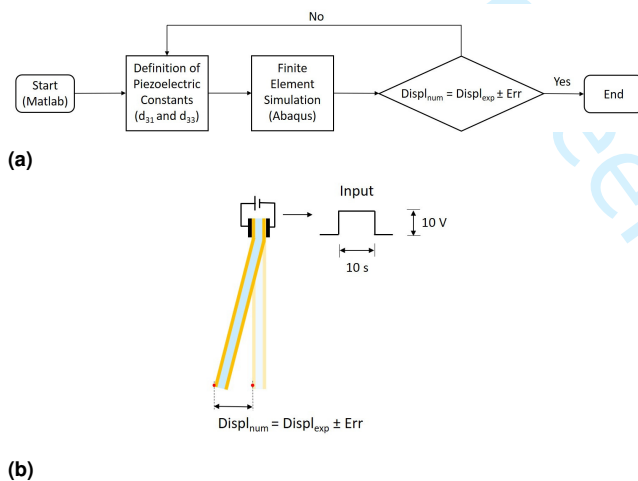 No
Start
(Matlab)
Definition of
Piezoelectric
Constants
(d₃₁ and d₃₃)
Finite
Element
Simulation
(Abaqus)
Displₙᵤₘ = Displₑₓₚ ± Err
Yes
End
(a)
Input
10 V
10 s
Displₙᵤₘ = Displₑₓₚ ± Err
(b)